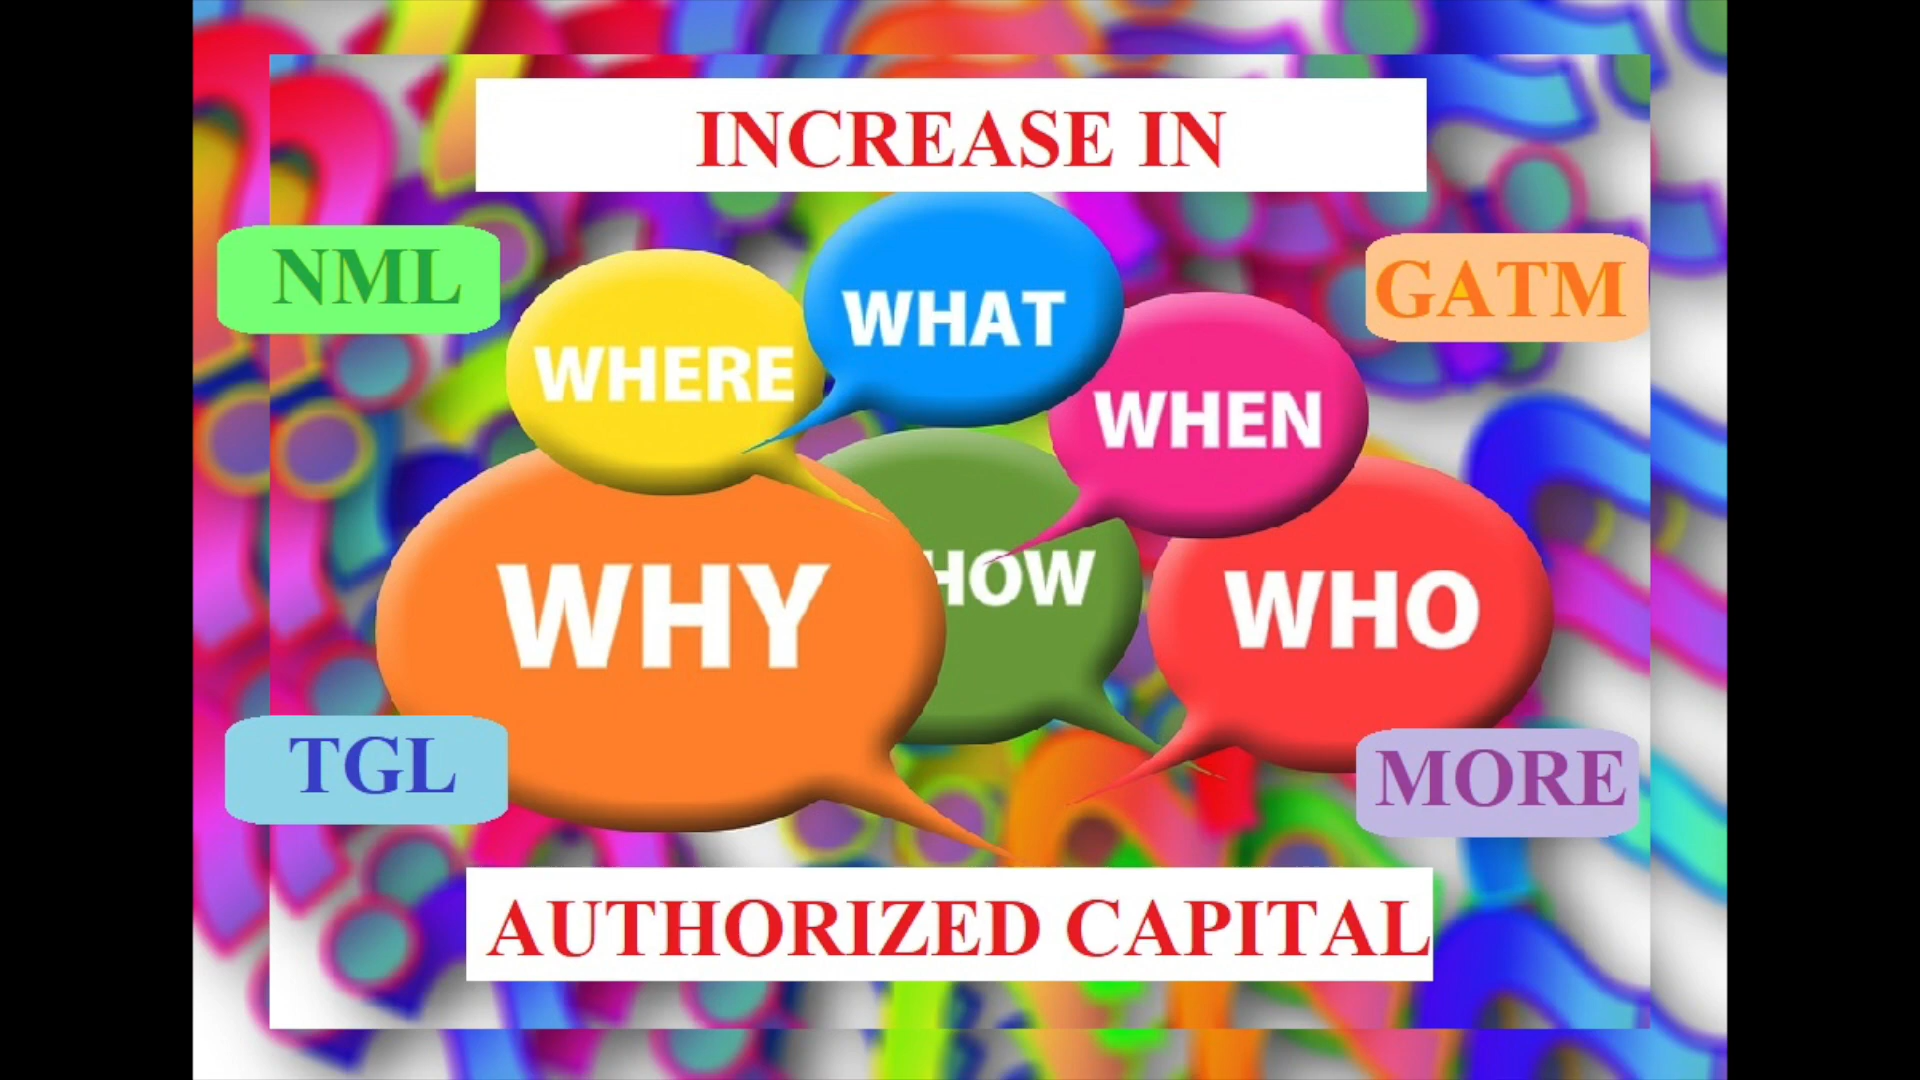 INCREASE IN
NML
GATM
WHERE
WHAT
WHEN
WHY
HOW
WHO
TGL
MORE
AUTHORIZED CAPITAL